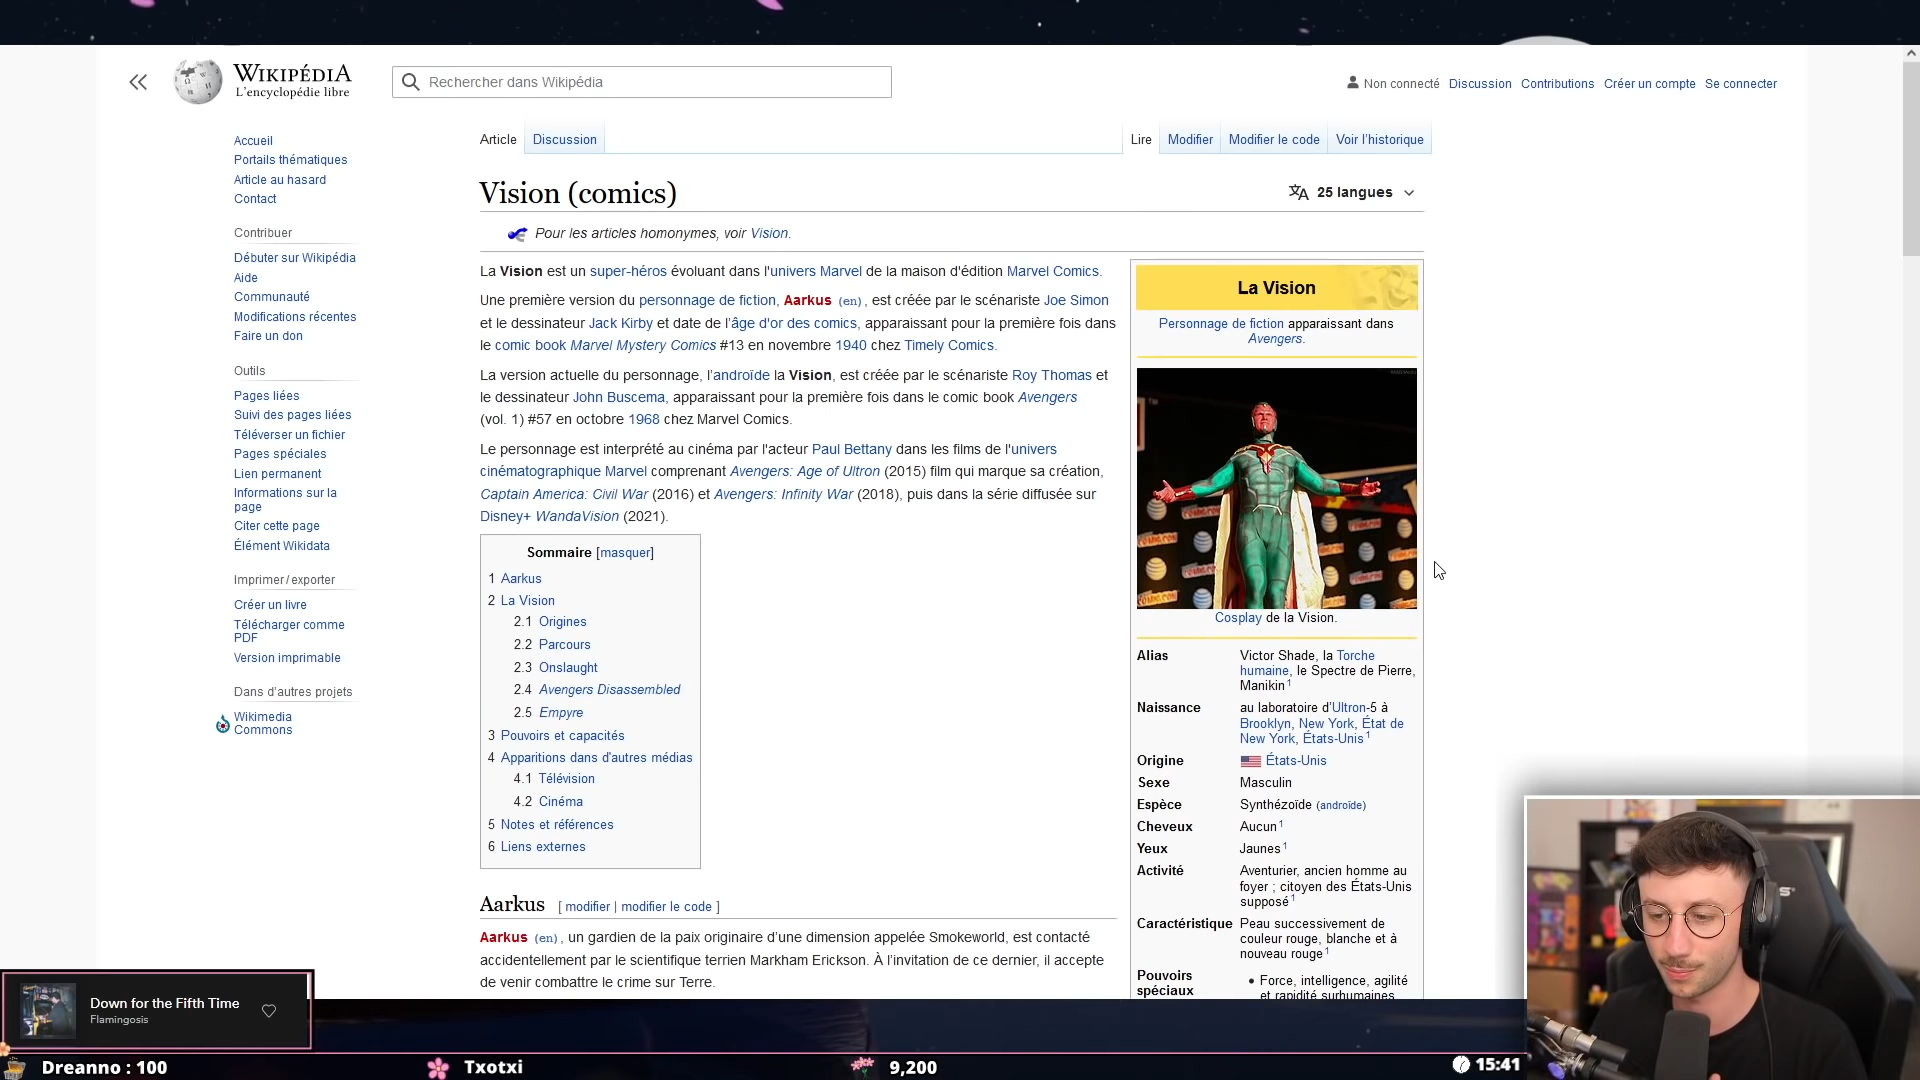 WIKIPÉDIA
L'encyclopédie libre
Rechercher dans Wikipédia
Non connecté Discussion Contributions Créer un compte Se connecter
Accueil
Portails thématiques
Article au hasard
Contact
Contribuer
Débuter sur Wikipédia
Aide
Communauté
Modifications récentes
Faire un don
Outils
Pages liées
Suivi des pages liées
Téléverser un fichier
Pages spéciales
Lien permanent
Informations sur la
page
Citer cette page
Élément Wikidata
Imprimer / exporter
Créer un livre
Télécharger comme
PDF
Version imprimable
Dans d'autres projets
Wikimedia
Commons
Article Discussion
Lire Modifier Modifier le code Voir l'historique
Vision (comics)
25 langues
Pour les articles homonymes, voir Vision.
La Vision est un super-héros évoluant dans l'univers Marvel de la maison d'édition Marvel Comics.
Une première version du personnage de fiction, Aarkus (en), est créée par le scénariste Joe Simon
et le dessinateur Jack Kirby et date de l'âge d'or des comics, apparaissant pour la première fois dans
le comic book Marvel Mystery Comics #13 en novembre 1940 chez Timely Comics.
La version actuelle du personnage, l'androïde la Vision, est créée par le scénariste Roy Thomas et
le dessinateur John Buscema, apparaissant pour la première fois dans le comic book Avengers
(vol. 1) #57 en octobre 1968 chez Marvel Comics.
Le personnage est interprété au cinéma par l'acteur Paul Bettany dans les films de l'univers
cinématographique Marvel comprenant Avengers: Age of Ultron (2015) film qui marque sa création,
Captain America: Civil War (2016) et Avengers: Infinity War (2018), puis dans la série diffusée sur
Disney+ WandaVision (2021).
Sommaire [masquer]
1 Aarkus
2 La Vision
2.1 Origines
2.2 Parcours
2.3 Onslaught
2.4 Avengers Disassembled
2.5 Empyre
3 Pouvoirs et capacités
4 Apparitions dans d'autres médias
4.1 Télévision
4.2 Cinéma
5 Notes et références
6 Liens externes
Aarkus [ modifier | modifier le code ]
Aarkus (en), un gardien de la paix originaire d'une dimension appelée Smokeworld, est contacté
accidentellement par le scientifique terrien Markham Erickson. À l'invitation de ce dernier, il accepte
de venir combattre le crime sur Terre.
La Vision
Personnage de fiction apparaissant dans
Avengers.
Cosplay de la Vision.
Alias Victor Shade, la Torche
humaine, le Spectre de Pierre,
Manikin1
Naissance au laboratoire d'Ultron-5 à
Brooklyn, New York, État de
New York, États-Unis1
Origine États-Unis
Sexe Masculin
Espèce Synthézoïde (androïde)
Cheveux Aucun1
Yeux Jaunes1
Activité Aventurier, ancien homme au
foyer ; citoyen des États-Unis
supposé1
Caractéristique Peau successivement de
couleur rouge, blanche et à
nouveau rouge1
Pouvoirs
spéciaux
• Force, intelligence, agilité
et rapidité surhumaines
Down for the Fifth Time
Flamingosis
Dreanno : 100
Txotxi
9,200
15:41